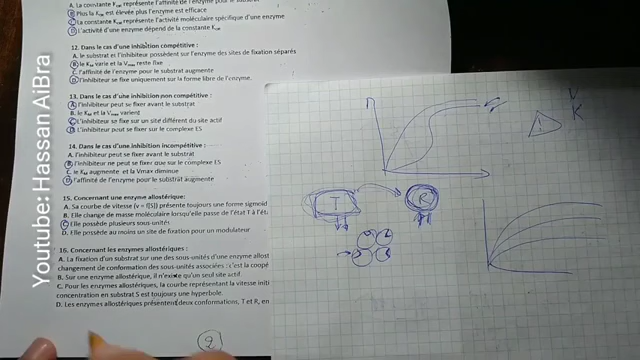 A. La constante Kcat représente l'affinité de l'enzyme pour le
B. Plus la Kcat est élevée plus l'enzyme est efficace
C. La constante Kcat représente l'activité moléculaire spécifique d'une enzyme
D. L'activité d'une enzyme dépend de la constante Kcat
12. Dans le cas d'une inhibition compétitive :
A. le substrat et l'inhibiteur possèdent sur l'enzyme des sites de fixation séparés
B. le KM varie et la Vmax reste fixe
C. l'affinité de l'enzyme pour le substrat augmente
D. l'inhibiteur se fixe uniquement sur la forme libre de l'enzyme.
13. Dans le cas d'une inhibition non compétitive :
A. l'inhibiteur peut se fixer avant le substrat
B. le KM et la Vmax varient
C. L'inhibiteur se fixe sur un site différent du site actif
D. L'inhibiteur peut se fixer sur le complexe ES
14. Dans le cas d'une inhibition incompétitive :
A. l'inhibiteur peut se fixer avant le substrat
B. l'inhibiteur ne peut se fixer que sur le complexe ES
C. le KM augmente et la Vmax diminue
D. l'affinité de l'enzyme pour le substrat augmente
15. Concernant une enzyme allostérique :
A. Sa courbe de vitesse (v = f[S]) présente toujours une forme sigmoïd
B. Elle change de masse moléculaire lorsqu'elle passe de l'état T à l'éta
C. Elle possède plusieurs sous-unités
D. Elle possède au moins un site de fixation pour un modulateur
16. Concernant les enzymes allostériques :
A. La fixation d'un substrat sur une des sous-unités d'une enzyme allosté
changement de conformation des sous-unités associées : c'est la coopé
B. Sur une enzyme allostérique, il n'existe qu'un seul site actif
C. Pour les enzymes allostériques, la courbe représentant la vitesse initi
concentration en substrat S est toujours une hyperbole.
D. Les enzymes allostériques présentent deux conformations, T et R, en
2
T
R
V
K
Youtube: Hassan AiBra